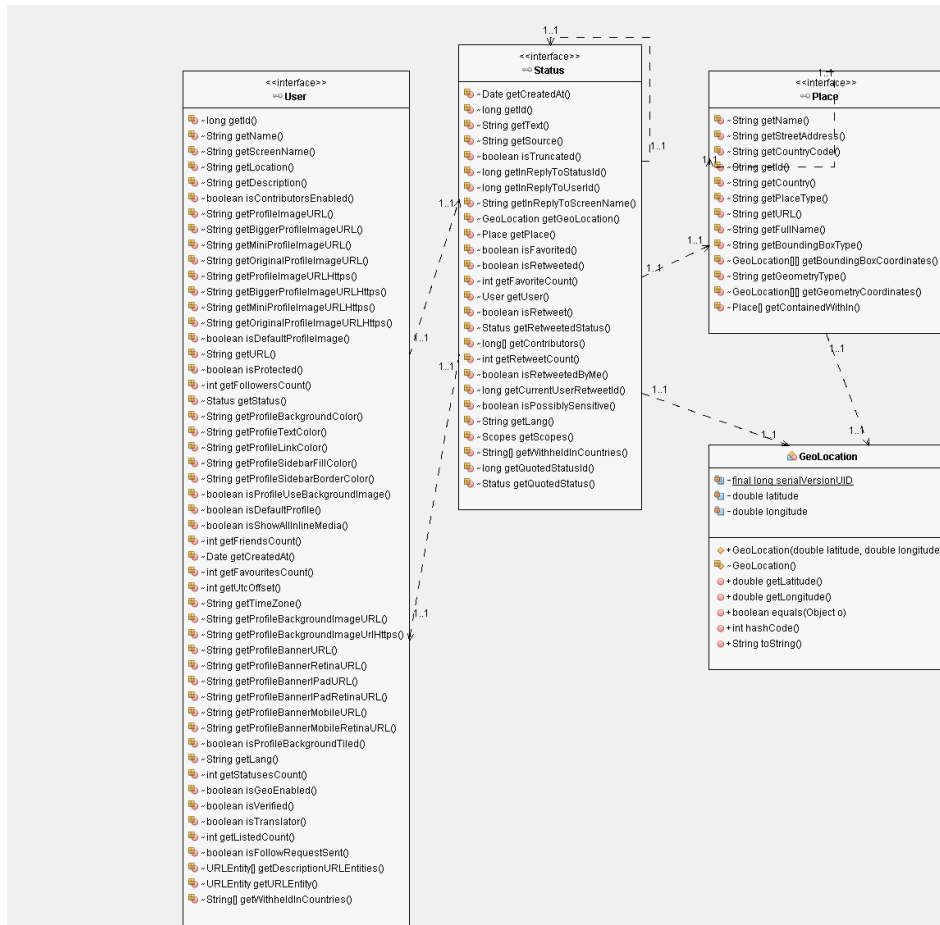 <<interface>>
User
~long getId()
~String getName()
~String getScreenName()
~String getLocation()
~String getDescription()
~boolean isContributorsEnabled()
~String getProfileImageURL()
~String getBiggerProfileImageURL()
~String getMiniProfileImageURL()
~String getOriginalProfileImageURL()
~String getProfileImageURLHttps()
~String getBiggerProfileImageURLHttps()
~String getMiniProfileImageURLHttps()
~String getOriginalProfileImageURLHttps()
~boolean isDefaultProfileImage()
~String getURL()
~boolean isProtected()
~int getFollowersCount()
~Status getStatus()
~String getProfileBackgroundColor()
~String getProfileTextColor()
~String getProfileLinkColor()
~String getProfileSidebarFillColor()
~String getProfileSidebarBorderColor()
~boolean isProfileUseBackgroundImage()
~boolean isDefaultProfile()
~boolean isShowAllInlineMedia()
~int getFriendsCount()
~Date getCreatedAt()
~int getFavouritesCount()
~int getUtcOffset()
~String getTimeZone()
~String getProfileBackgroundImageURL()
~String getProfileBackgroundImageUrlHttps()
~String getProfileBannerURL()
~String getProfileBannerRetinaURL()
~String getProfileBannerIPadURL()
~String getProfileBannerIPadRetinaURL()
~String getProfileBannerMobileURL()
~String getProfileBannerMobileRetinaURL()
~boolean isProfileBackgroundTiled()
~String getLang()
~int getStatusesCount()
~boolean isGeoEnabled()
~boolean isVerified()
~boolean isTranslator()
~int getListedCount()
~boolean isFollowRequestSent()
~URLEntity[] getDescriptionURLEntities()
~URLEntity getURLEntity()
~String[] getWithheldInCountries()
1..1
1..1
1..1
1..1
1..1
<<interface>>
Status
~Date getCreatedAt()
~long getId()
~String getText()
~String getSource()
~boolean isTruncated()
~long getInReplyToStatusId()
~long getInReplyToUserId()
~String getInReplyToScreenName()
~GeoLocation getGeoLocation()
~Place getPlace()
~boolean isFavorited()
~boolean isRetweeted()
~int getFavoriteCount()
~User getUser()
~boolean isRetweet()
~Status getRetweetedStatus()
~long[] getContributors()
~int getRetweetCount()
~boolean isRetweetedByMe()
~long getCurrentUserRetweetId()
~boolean isPossiblySensitive()
~String getLang()
~Scopes getScopes()
~String[] getWithheldInCountries()
~long getQuotedStatusId()
~Status getQuotedStatus()
1..1
1..1
1..1
1..1
1..1
1..1
<<interface>>
Place
~String getName()
~String getStreetAddress()
~String getCountryCode()
1..1
~String getId()
~String getCountry()
~String getPlaceType()
~String getURL()
~String getFullName()
~String getBoundingBoxType()
~GeoLocation[][] getBoundingBoxCoordinates()
~String getGeometryType()
~GeoLocation[][] getGeometryCoordinates()
~Place[] getContainedWithIn()
1..1
1..1
1..1
GeoLocation
-final long serialVersionUID
~double latitude
~double longitude
+GeoLocation(double latitude, double longitude
~GeoLocation()
+double getLatitude()
+double getLongitude()
+boolean equals(Object o)
+int hashCode()
+String toString()